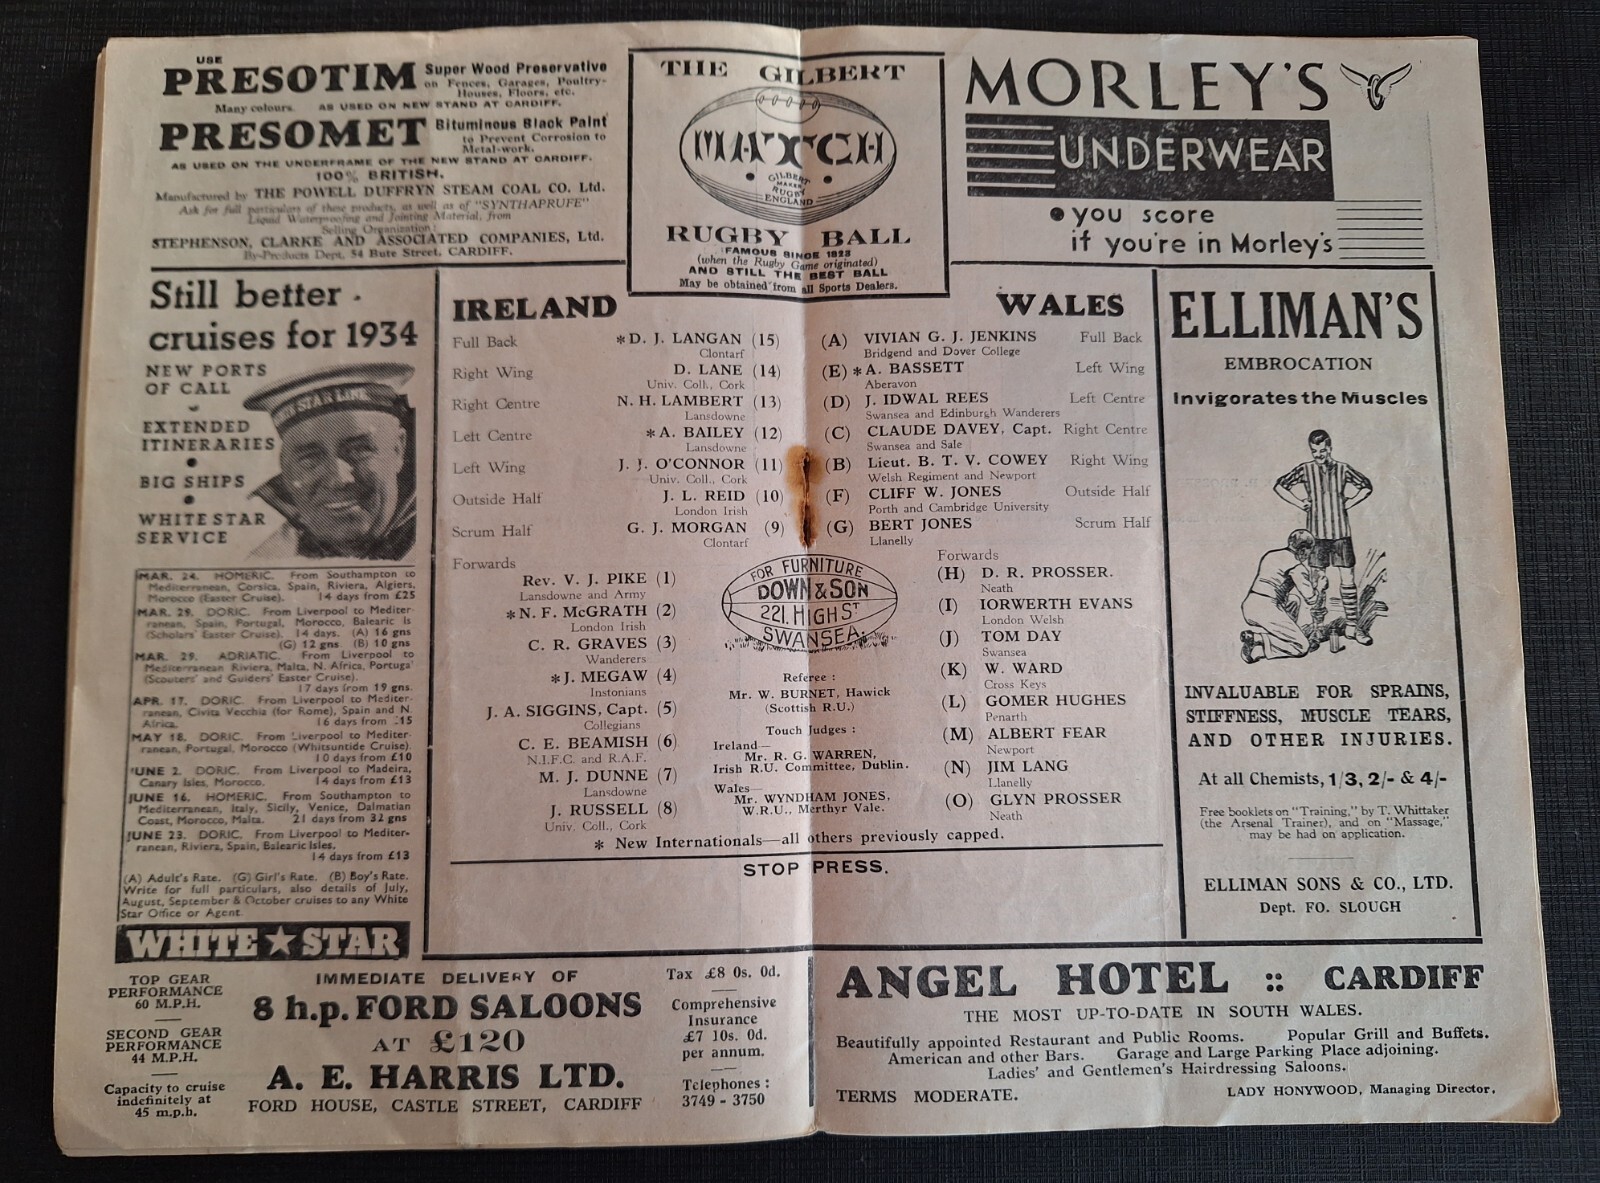 USE
PRESOTIM Super Wood Preservative
on Fences, Garages, Poultry-
Houses, Floors, etc.
Many colours. AS USED ON NEW STAND AT CARDIFF.
PRESOMET Bituminous Black Paint
to Prevent Corrosion to
Metal-work.
AS USED ON THE UNDERFRAME OF THE NEW STAND AT CARDIFF.
100% BRITISH.
Manufactured by THE POWELL DUFFRYN STEAM COAL CO. Ltd.
Ask for full particulars of these products, as well as of "SYNTHAPRUFE"
Liquid Waterproofing and Jointing Material, from
Selling Organization:
STEPHENSON, CLARKE AND ASSOCIATED COMPANIES, Ltd.
By-Products Dept. 54 Bute Street, CARDIFF.
THE GILBERT
MATCH
GILBERT
MAKER
RUGBY
ENGLAND
RUGBY BALL
FAMOUS SINCE 1823
(when the Rugby Game originated)
AND STILL THE BEST BALL
May be obtained from all Sports Dealers.
MORLEY'S
UNDERWEAR
• you score
if you're in Morley's
Still better
cruises for 1934
NEW PORTS
OF CALL
EXTENDED
ITINERARIES
•
BIG SHIPS
•
WHITE STAR
SERVICE
STAR LINE
MAR. 24. HOMERIC. From Southampton to
Mediterranean, Corsica, Spain, Riviera, Algiers,
Morocco (Easter Cruise). 14 days from £25
MAR. 29. DORIC. From Liverpool to Mediter-
ranean, Spain, Portugal, Morocco, Balearic Is
(Scholars' Easter Cruise). 14 days. (A) 16 gns
(G) 12 gns (B) 10 gns
MAR. 29. ADRIATIC. From Liverpool to
Mediterranean Riviera, Malta, N. Africa, Portuga'
(Scouters' and Guiders' Easter Cruise).
17 days from 19 gns.
APR. 17. DORIC. From Liverpool to Mediter-
ranean, Civita Vecchia (for Rome), Spain and N.
Africa. 16 days from £15
MAY 18. DORIC. From Liverpool to Mediter-
ranean, Portugal, Morocco (Whitsuntide Cruise).
10 days from £10
JUNE 2. DORIC. From Liverpool to Madeira,
Canary Isles, Morocco. 14 days from £13
JUNE 16. HOMERIC. From Southampton to
Mediterranean, Italy, Sicily, Venice, Dalmatian
Coast, Morocco, Malta. 21 days from 32 gns
JUNE 23. DORIC. From Liverpool to Mediter-
ranean, Riviera, Spain, Balearic Isles.
14 days from £13
(A) Adult's Rate. (G) Girl's Rate. (B) Boy's Rate.
Write for full particulars, also details of July,
August, September & October cruises to any White
Star Office or Agent.
WHITE ★ STAR
IRELAND
Full Back *D. J. LANGAN (15)
Clontarf
Right Wing D. LANE (14)
Univ. Coll., Cork
Right Centre N. H. LAMBERT (13)
Lansdowne
Left Centre *A. BAILEY (12)
Lansdowne
Left Wing J. J. O'CONNOR (11)
Univ. Coll., Cork
Outside Half J. L. REID (10)
London Irish
Scrum Half G. J. MORGAN (9)
Clontarf
Forwards
Rev. V. J. PIKE (1)
Lansdowne and Army
*N. F. McGRATH (2)
London Irish
C. R. GRAVES (3)
Wanderers
*J. MEGAW (4)
Instonians
J. A. SIGGINS, Capt. (5)
Collegians
C. E. BEAMISH (6)
N.I.F.C. and R.A.F.
M. J. DUNNE (7)
Lansdowne
J. RUSSELL (8)
Univ. Coll., Cork
WALES
(A) VIVIAN G. J. JENKINS Full Back
Bridgend and Dover College
(E) *A. BASSETT Left Wing
Aberavon
(D) J. IDWAL REES Left Centre
Swansea and Edinburgh Wanderers
(C) CLAUDE DAVEY, Capt. Right Centre
Swansea and Sale
(B) Lieut. B. T. V. COWEY Right Wing
Welsh Regiment and Newport
(F) CLIFF W. JONES Outside Half
Porth and Cambridge University
(G) BERT JONES Scrum Half
Llanelly
Forwards
(H) D. R. PROSSER.
Neath
(I) IORWERTH EVANS
London Welsh
(J) TOM DAY
Swansea
(K) W. WARD
Cross Keys
(L) GOMER HUGHES
Penarth
(M) ALBERT FEAR
Newport
(N) JIM LANG
Llanelly
(O) GLYN PROSSER
Neath
FOR FURNITURE
DOWN & SON
221. HIGH ST
SWANSEA.
Referee :
Mr. W. BURNET, Hawick
(Scottish R.U.)
Touch Judges :
Ireland—
Mr. R. G. WARREN,
Irish R.U. Committee, Dublin.
Wales—
Mr. WYNDHAM JONES,
W.R.U., Merthyr Vale.
* New Internationals—all others previously capped.
STOP PRESS.
ELLIMAN'S
EMBROCATION
Invigorates the Muscles
INVALUABLE FOR SPRAINS,
STIFFNESS, MUSCLE TEARS,
AND OTHER INJURIES.
At all Chemists, 1/3, 2/- & 4/-
Free booklets on "Training," by T. Whittaker
(the Arsenal Trainer), and on "Massage,"
may be had on application.
ELLIMAN SONS & CO., LTD.
Dept. FO. SLOUGH
TOP GEAR
PERFORMANCE
60 M.P.H.
SECOND GEAR
PERFORMANCE
44 M.P.H.
Capacity to cruise
indefinitely at
45 m.p.h.
IMMEDIATE DELIVERY OF
8 h.p. FORD SALOONS
AT £120
A. E. HARRIS LTD.
FORD HOUSE, CASTLE STREET, CARDIFF
Tax £8 0s. 0d.
Comprehensive
Insurance
£7 10s. 0d.
per annum.
Telephones :
3749 - 3750
ANGEL HOTEL :: CARDIFF
THE MOST UP-TO-DATE IN SOUTH WALES.
Beautifully appointed Restaurant and Public Rooms. Popular Grill and Buffets.
American and other Bars. Garage and Large Parking Place adjoining.
Ladies' and Gentlemen's Hairdressing Saloons.
TERMS MODERATE. LADY HONYWOOD, Managing Director.